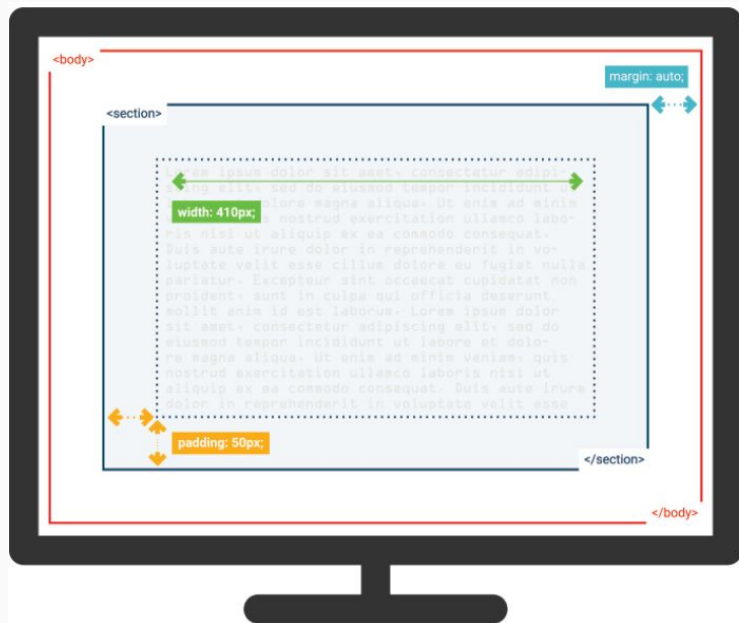 <body>
margin: auto;
<section>
Lorem ipsum dolor sit amet, consectetur adipi-
scing elit, sed do eiusmod tempor incididunt ut
dolore magna aliqua. Ut enim ad minim
width: 410px;
nostrud exercitation ullamco labo-
ris nisi ut aliquip ex ea commodo consequat.
Duis aute irure dolor in reprehenderit in vo-
luptate velit esse cillum dolore eu fugiat nulla
pariatur. Excepteur sint occaecat cupidatat non
proident, sunt in culpa qui officia deserunt
mollit anim id est laborum. Lorem ipsum dolor
sit amet, consectetur adipiscing elit, sed do
eiusmod tempor incididunt ut labore et dolo-
re magna aliqua. Ut enim ad minim veniam, quis
nostrud exercitation ullamco laboris nisi ut
aliquip ex ea commodo consequat. Duis aute irure
dolor in reprehenderit in voluptate velit esse
padding: 50px;
</section>
</body>